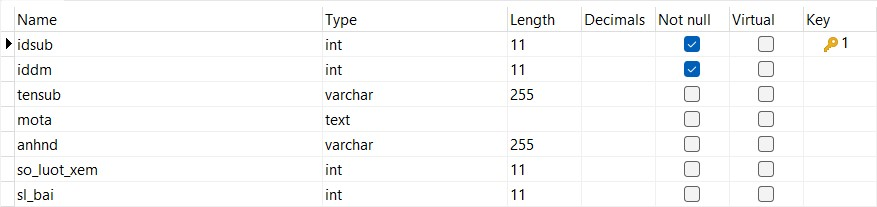 Name Type Length Decimals Not null Virtual Key
idsub int 11 1
iddm int 11
tensub varchar 255
mota text
anhnd varchar 255
so_luot_xem int 11
sl_bai int 11